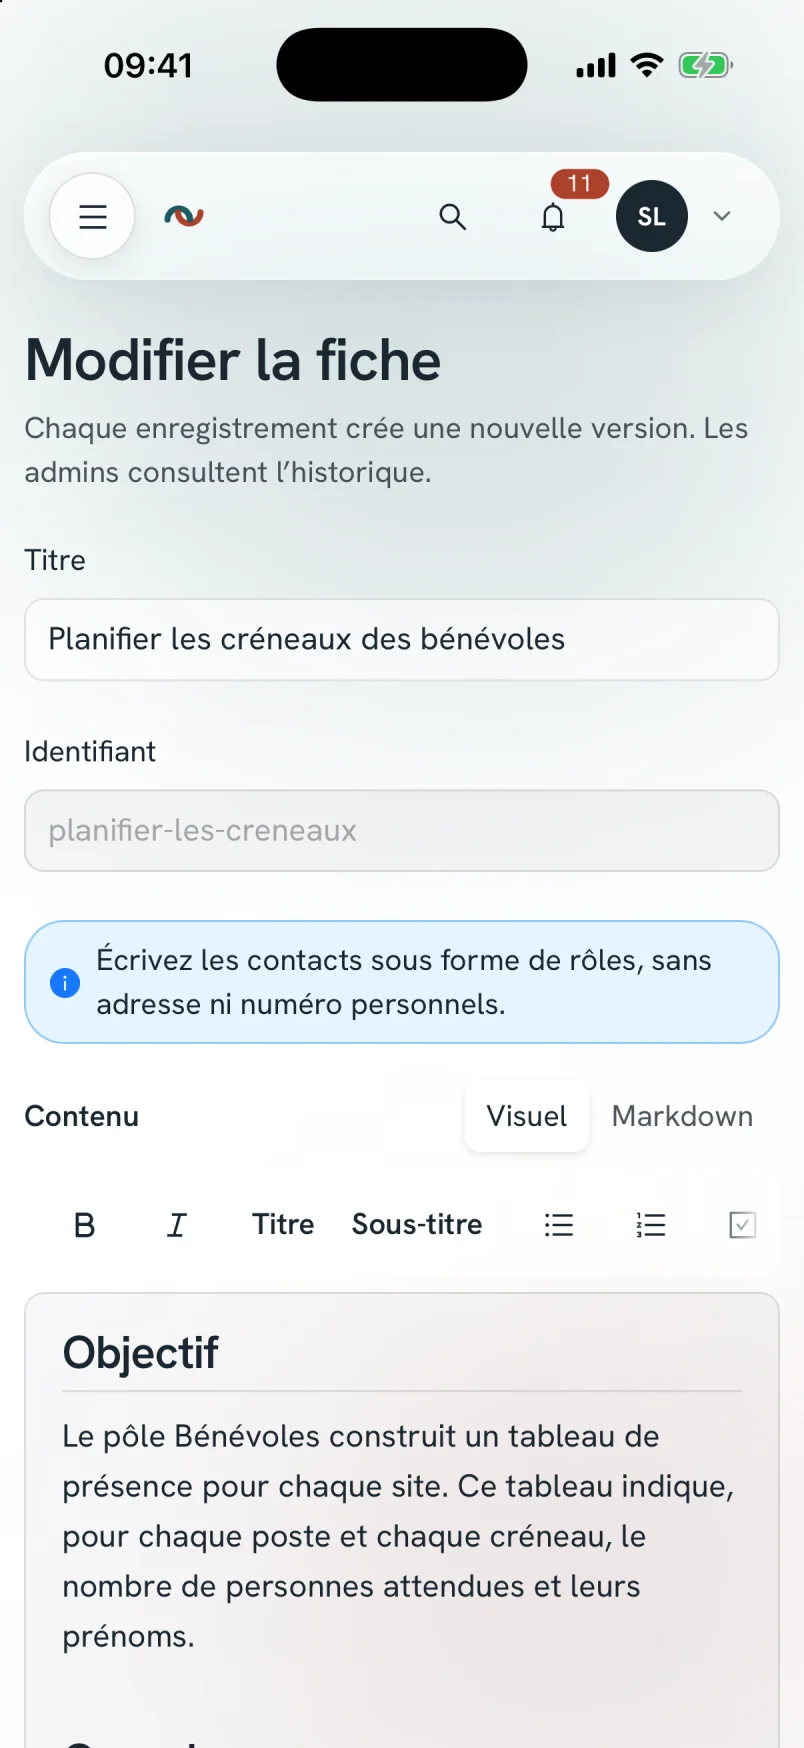 09:41
11
SL
Modifier la fiche
Chaque enregistrement crée une nouvelle version. Les
admins consultent l’historique.
Titre
Planifier les créneaux des bénévoles
Identifiant
planifier-les-creneaux
Écrivez les contacts sous forme de rôles, sans
adresse ni numéro personnels.
Contenu
Visuel
Markdown
B I Titre Sous-titre
Objectif
Le pôle Bénévoles construit un tableau de
présence pour chaque site. Ce tableau indique,
pour chaque poste et chaque créneau, le
nombre de personnes attendues et leurs
prénoms.